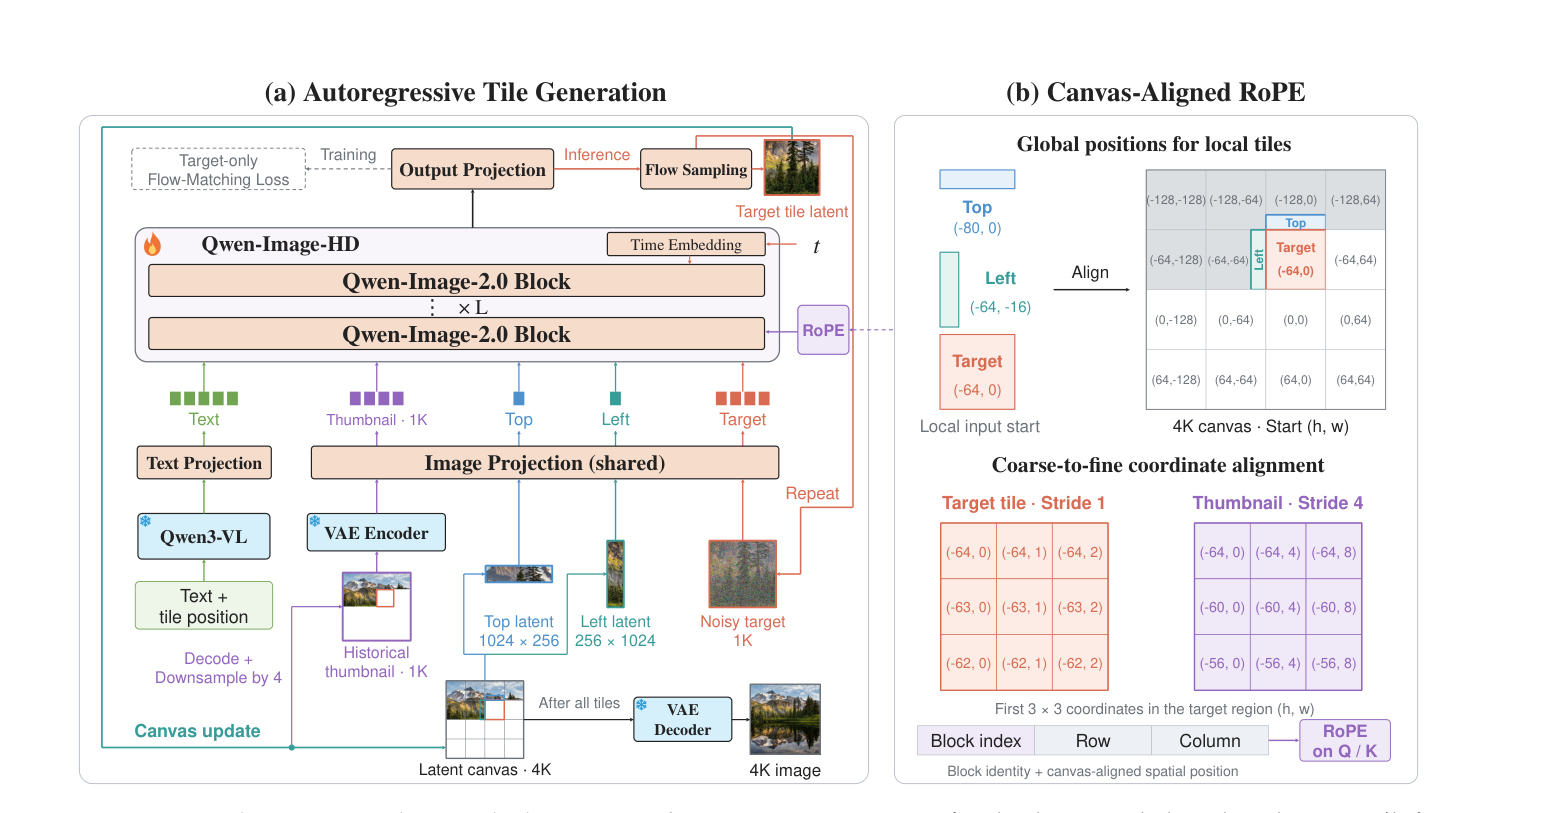 (a) Autoregressive Tile Generation
Target-only
Flow-Matching Loss
Training
Output Projection
Inference
Flow Sampling
Target tile latent
Qwen-Image-HD
Time Embedding
t
Qwen-Image-2.0 Block
⋮ × L
Qwen-Image-2.0 Block
RoPE
Text
Thumbnail · 1K
Top
Left
Target
Text Projection
Image Projection (shared)
Repeat
Qwen3-VL
VAE Encoder
Text +
tile position
Top latent
1024 × 256
Left latent
256 × 1024
Noisy target
1K
Historical
thumbnail · 1K
Decode +
Downsample by 4
Canvas update
After all tiles
VAE
Decoder
Latent canvas · 4K
4K image
(b) Canvas-Aligned RoPE
Global positions for local tiles
Top
(-80, 0)
Left
(-64, -16)
Target
(-64, 0)
Local input start
Align
(-128,-128) (-128,-64) (-128,0) (-128,64)
Top
(-64,-128) (-64,-64) Left Target (-64,0) (-64,64)
(0,-128) (0,-64) (0,0) (0,64)
(64,-128) (64,-64) (64,0) (64,64)
4K canvas · Start (h, w)
Coarse-to-fine coordinate alignment
Target tile · Stride 1
(-64, 0) (-64, 1) (-64, 2)
(-63, 0) (-63, 1) (-63, 2)
(-62, 0) (-62, 1) (-62, 2)
Thumbnail · Stride 4
(-64, 0) (-64, 4) (-64, 8)
(-60, 0) (-60, 4) (-60, 8)
(-56, 0) (-56, 4) (-56, 8)
First 3 × 3 coordinates in the target region (h, w)
Block index Row Column
RoPE
on Q / K
Block identity + canvas-aligned spatial position